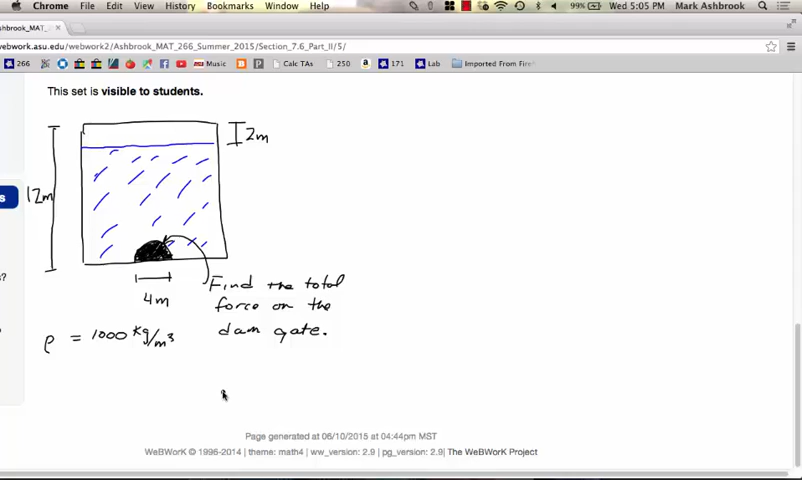 Chrome File Edit View History Bookmarks Window Help
99% Wed 5:05 PM Mark Ashbrook
shbrook_MAT_
webwork.asu.edu/webwork2/Ashbrook_MAT_266_Summer_2015/Section_7.6_Part_II/5/
266 Music Calc TAs 250 171 Lab Imported From Firef
This set is visible to students.
2m
12m
s
s?
Find the total
4m
force on the
dam gate.
ρ = 1000 kg/m³
Page generated at 06/10/2015 at 04:44pm MST
WeBWorK © 1996-2014 | theme: math4 | ww_version: 2.9 | pg_version: 2.9| The WeBWorK Project